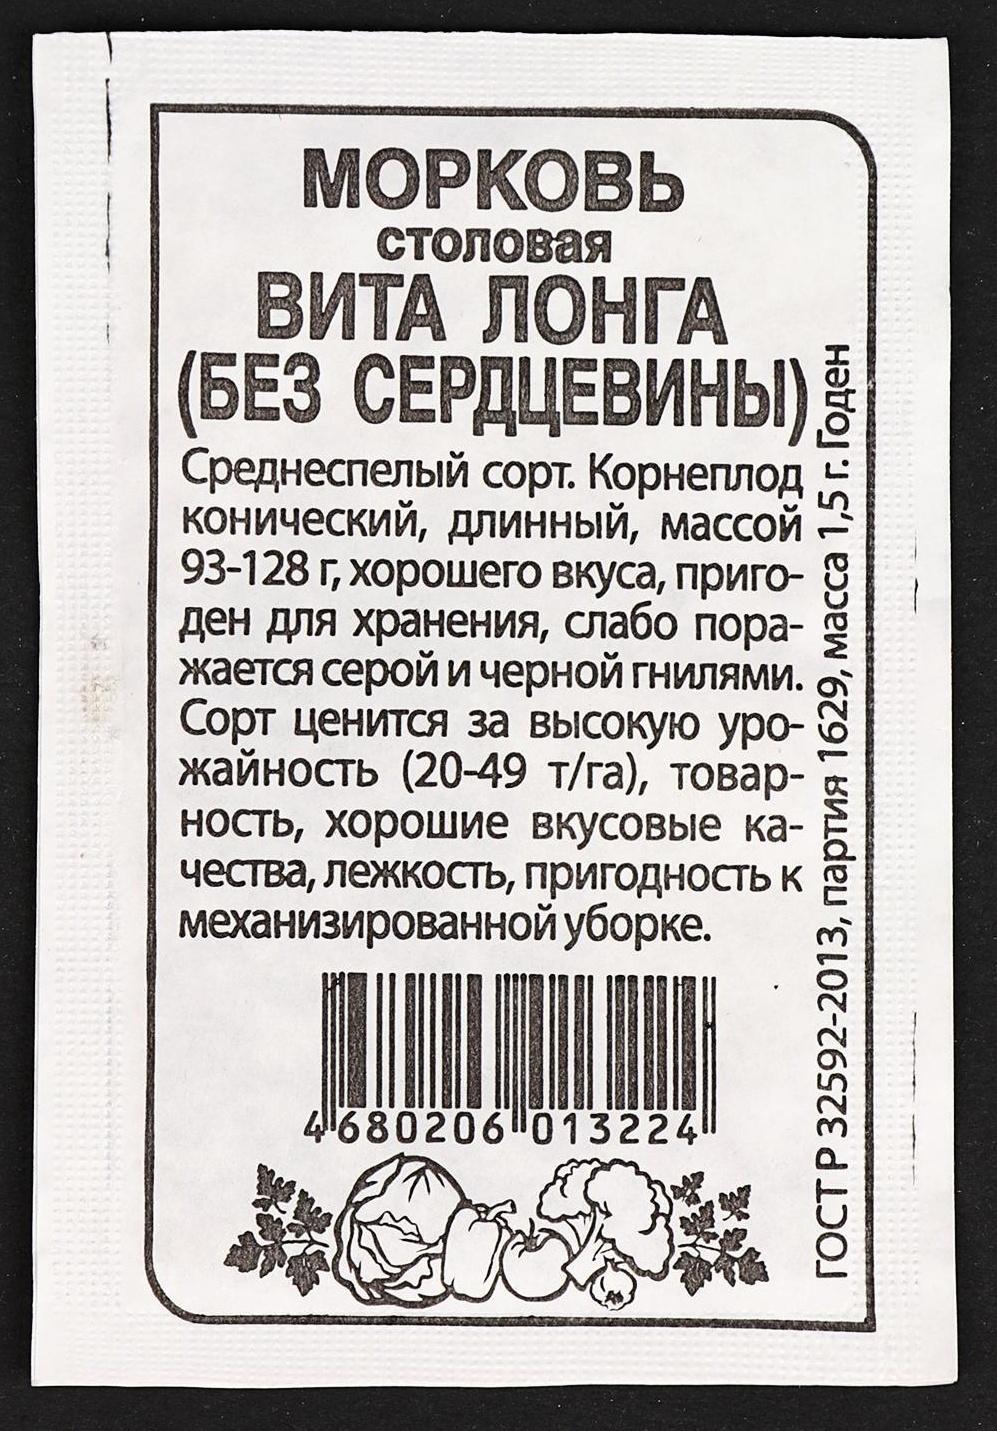 МОРКОВЬ
столовая
ВИТА ЛОНГА
(БЕЗ СЕРДЦЕВИНЫ)
Среднеспелый сорт. Корнеплод
конический, длинный, массой
93-128 г, хорошего вкуса, приго-
ден для хранения, слабо пора-
жается серой и черной гнилями.
Сорт ценится за высокую уро-
жайность (20-49 т/га), товар-
ность, хорошие вкусовые ка-
чества, лежкость, пригодность к
механизированной уборке.
4 680206 013224
ГОСТ Р 32592-2013, партия 1629, масса 1,5 г. Годен